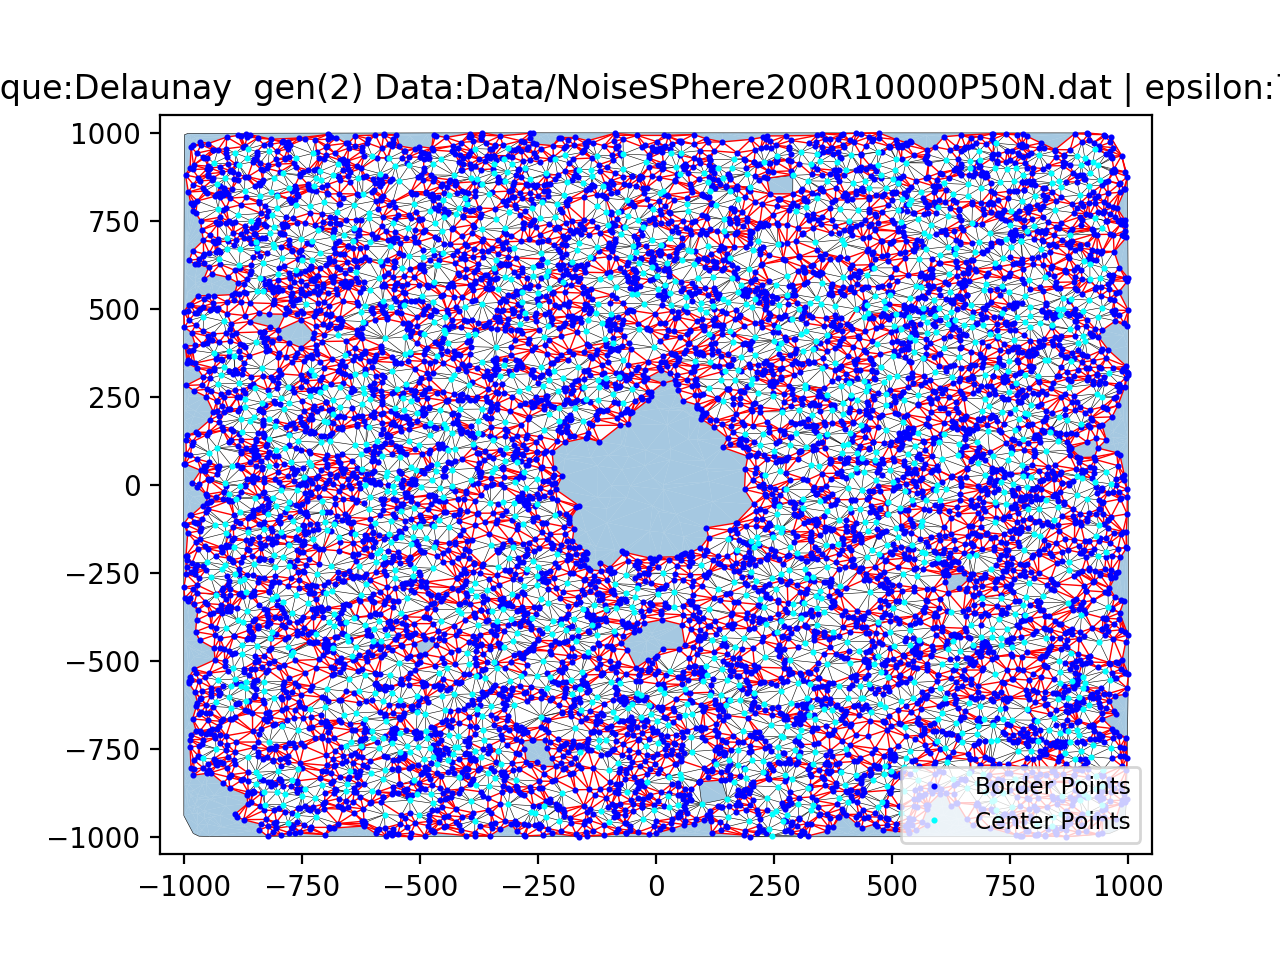 que:Delaunay  gen(2) Data:Data/NoiseSPhere200R10000P50N.dat | epsilon:
1000
750
500
250
0
−250
−500
−750
−1000
−1000 −750 −500 −250 0 250 500 750 1000
Border Points
Center Points